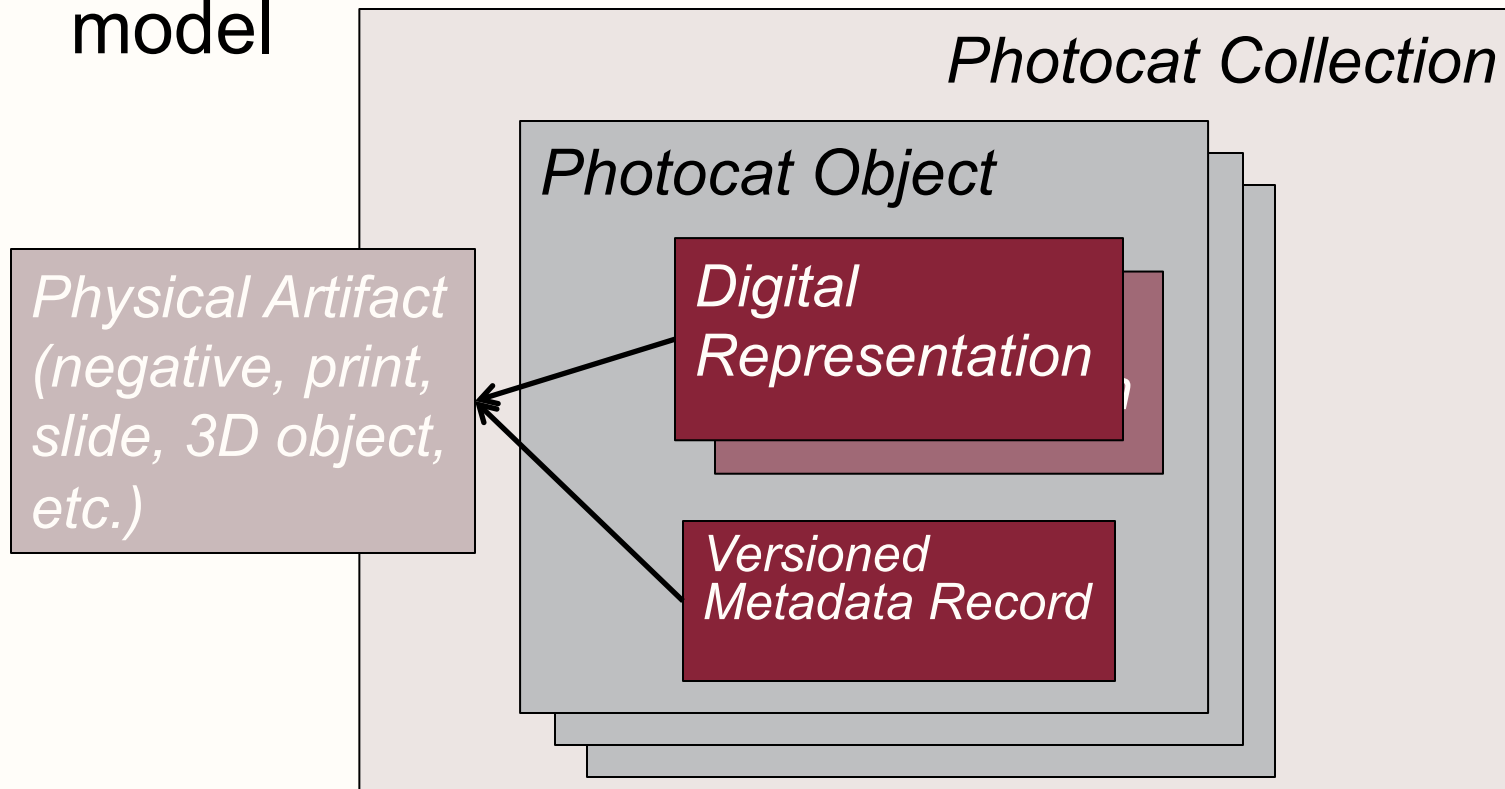 model
Photocat Collection
Photocat Object
Physical Artifact
(negative, print,
slide, 3D object,
etc.)
Digital
Representation
Versioned
Metadata Record